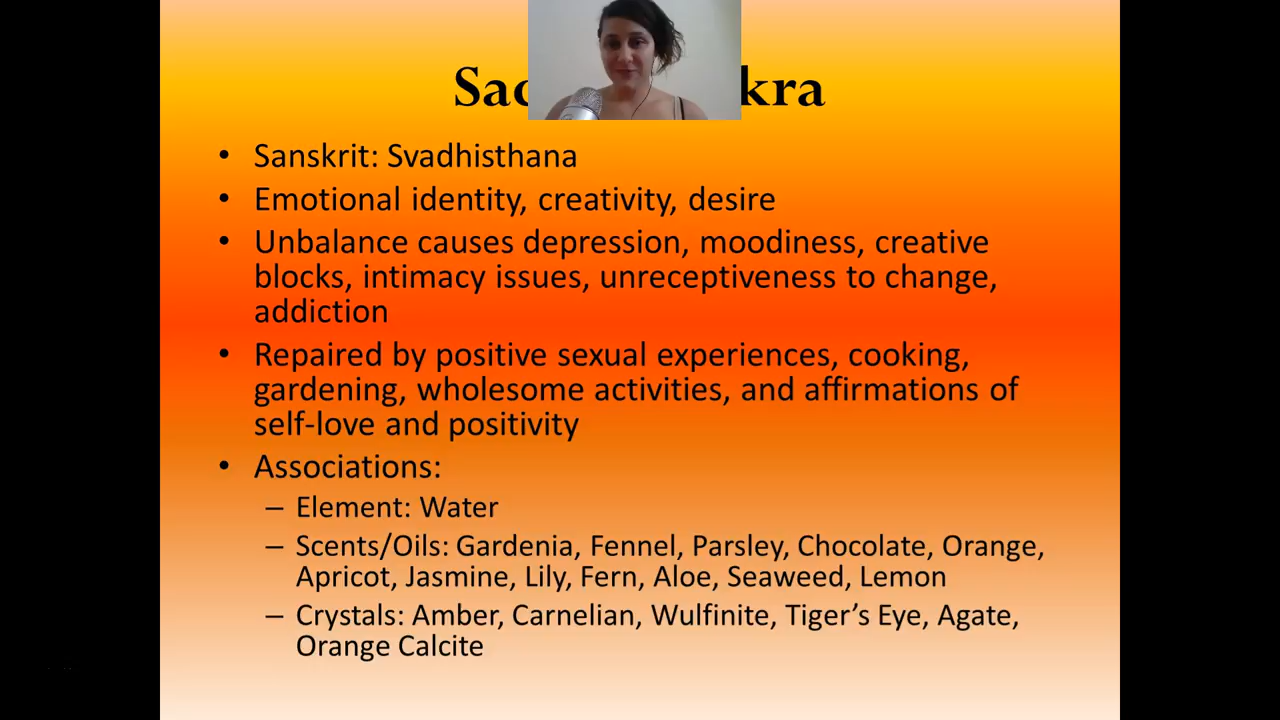 Sac kra
• Sanskrit: Svadhisthana
• Emotional identity, creativity, desire
• Unbalance causes depression, moodiness, creative
blocks, intimacy issues, unreceptiveness to change,
addiction
• Repaired by positive sexual experiences, cooking,
gardening, wholesome activities, and affirmations of
self-love and positivity
• Associations:
– Element: Water
– Scents/Oils: Gardenia, Fennel, Parsley, Chocolate, Orange,
Apricot, Jasmine, Lily, Fern, Aloe, Seaweed, Lemon
– Crystals: Amber, Carnelian, Wulfinite, Tiger’s Eye, Agate,
Orange Calcite